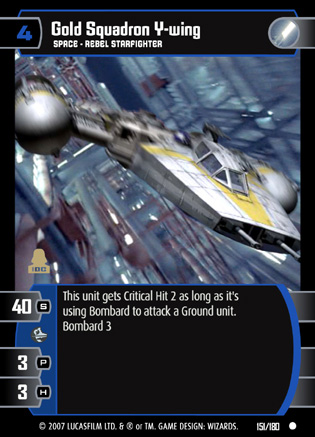 4
Gold Squadron Y-wing
SPACE - REBEL STARFIGHTER
IDC
40 S
This unit gets Critical Hit 2 as long as it's
using Bombard to attack a Ground unit.
Bombard 3
3 P
3 H
© 2007 LUCASFILM LTD. & ® or TM. GAME DESIGN: WIZARDS.
151/180